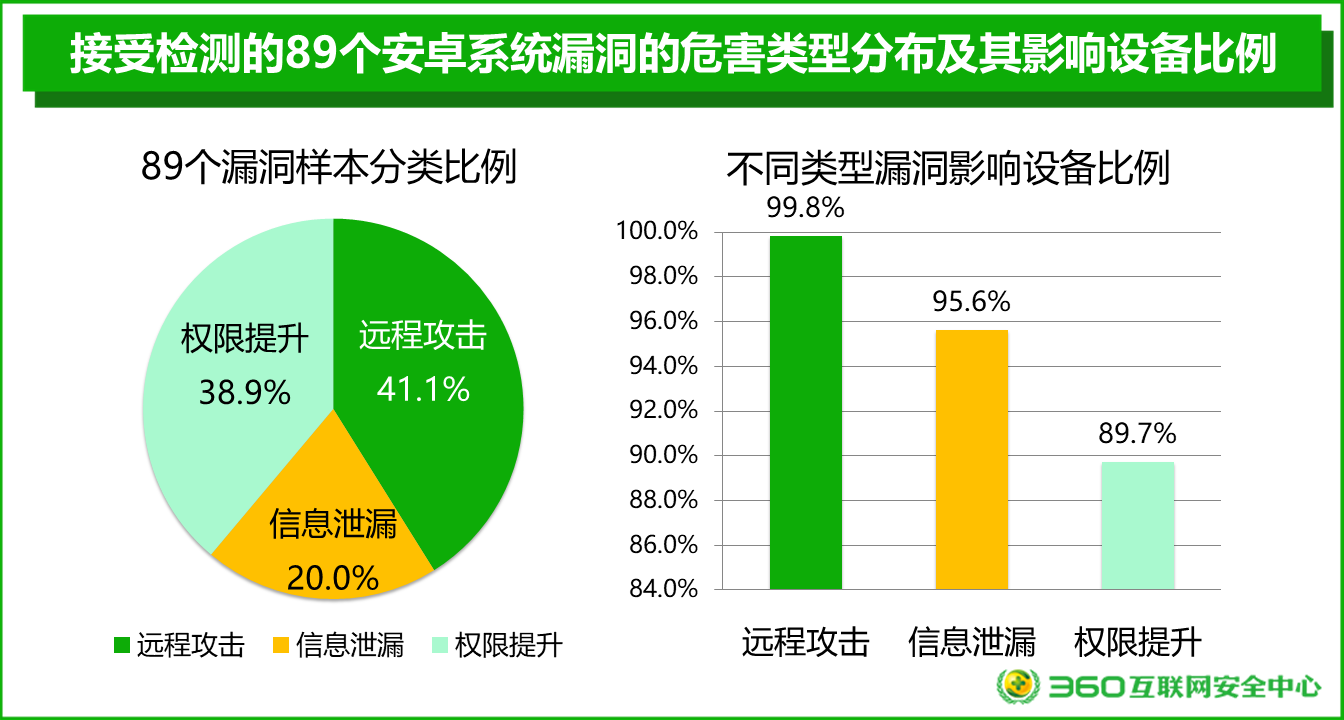 接受检测的89个安卓系统漏洞的危害类型分布及其影响设备比例
89个漏洞样本分类比例
权限提升
38.9%
远程攻击
41.1%
信息泄漏
20.0%
远程攻击 信息泄漏 权限提升
不同类型漏洞影响设备比例
99.8%
95.6%
89.7%
100.0%
98.0%
96.0%
94.0%
92.0%
90.0%
88.0%
86.0%
84.0%
远程攻击 信息泄漏 权限提升
360互联网安全中心